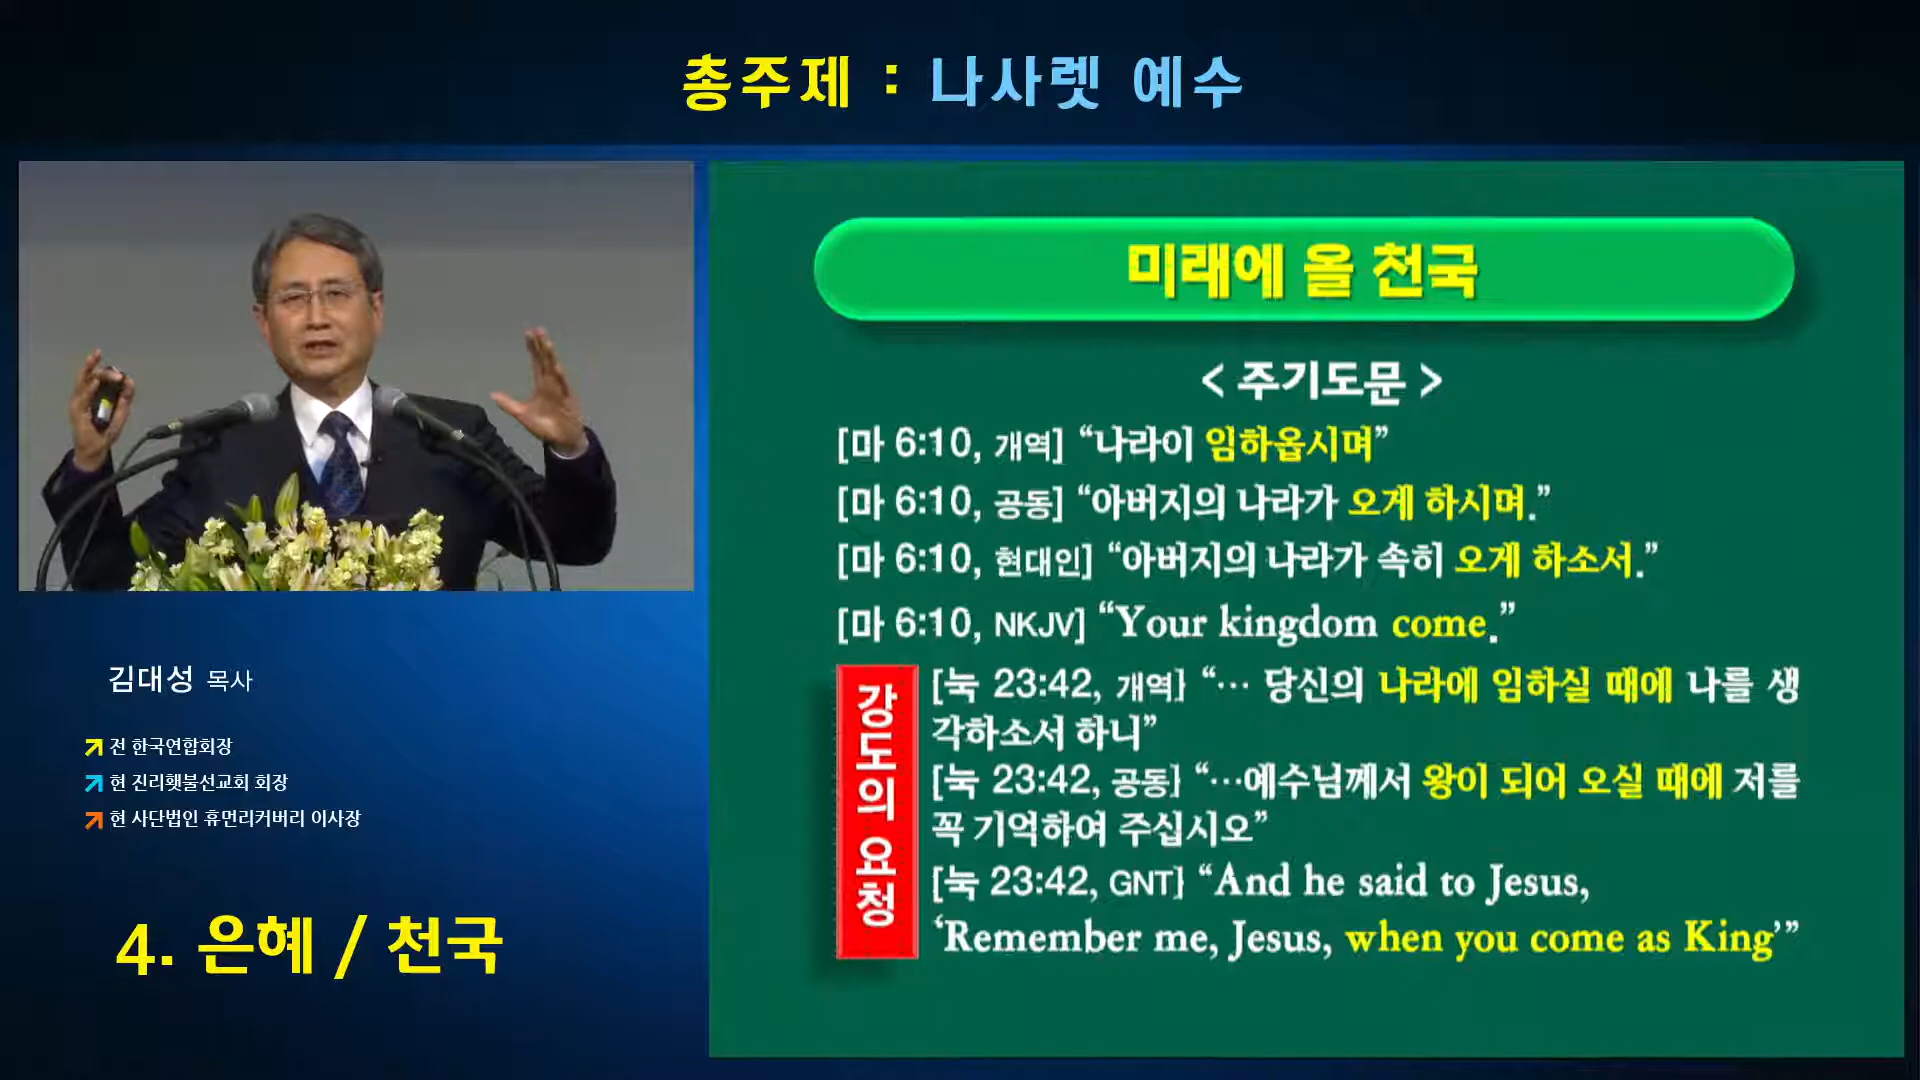 총주제 : 나사렛 예수
미래에 올 천국
< 주기도문 >
[마 6:10, 개역] “나라이 임하옵시며”
[마 6:10, 공동] “아버지의 나라가 오게 하시며.”
[마 6:10, 현대인] “아버지의 나라가 속히 오게 하소서.”
[마 6:10, NKJV] “Your kingdom come.”
강도의 요청
[눅 23:42, 개역] “… 당신의 나라에 임하실 때에 나를 생
각하소서 하니”
[눅 23:42, 공동] “…예수님께서 왕이 되어 오실 때에 저를
꼭 기억하여 주십시오”
[눅 23:42, GNT] “And he said to Jesus,
‘Remember me, Jesus, when you come as King’”
김대성 목사
전 한국연합회장
현 진리횃불선교회 회장
현 사단법인 휴먼리커버리 이사장
4. 은혜 / 천국